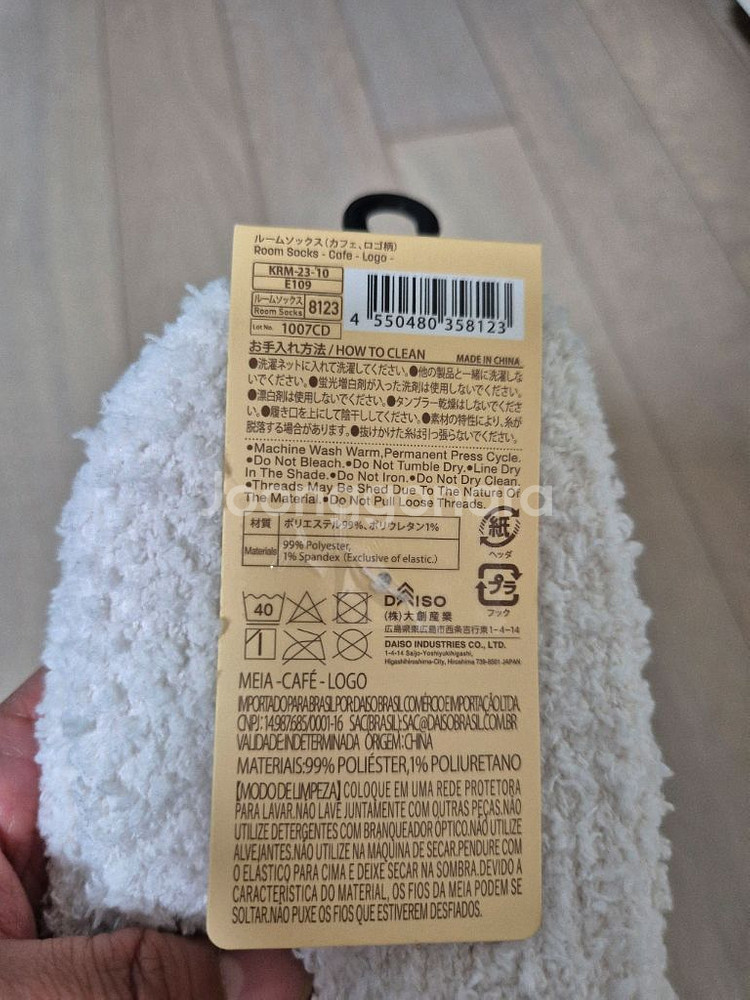 ルームソックス(カフェ、ロゴ柄)
Room Socks - Cafe - Logo -
KRM-23-'10
E109
ルームソックス
Room Socks 8123
Lot No. 1007CD
4 550480 358123
お手入れ方法/HOW TO CLEAN MADE IN CHINA
●洗濯ネットに入れて洗濯してください。●他の製品と一緒に洗濯しな
いでください。●蛍光増白剤が入った洗剤は使用しないでください。
●漂白剤は使用しないでください。●タンブラー乾燥はしないでくださ
い。●履き口を上にして陰干ししてください。●素材の特性により、糸が
脱落する場合があります。●抜けかけた糸は引っ張らないでください。
●Machine Wash Warm,Permanent Press Cycle.
●Do Not Bleach.●Do Not Tumble Dry.●Line Dry
In The Shade.●Do Not Iron.●Do Not Dry Clean.
●Threads May Be Shed Due To The Nature Of
The Material.●Do Not Pull Loose Threads.
材質 ポリエステル99%、ポリウレタン1%
Materials 99% Polyester,
1% Spandex (Exclusive of elastic.)
紙
ヘッダ
プラ
フック
40
DAISO
(株)大創産業
広島県東広島市西条吉行東1-4-14
DAISO INDUSTRIES CO., LTD.
1-4-14 Saijo-Yoshiyukihigashi,
Higashihiroshima-City, Hiroshima 739-8501 JAPAN
MEIA -CAFÉ - LOGO
IMPORTADO PARA BRASIL POR:DAISO BRASIL COMÉRCIO E IMPORTAÇÃO LTDA.
CNPJ: 14.987.685/0001-16 SAC(BRASIL): SAC@DAISOBRASIL.COM.BR
VALIDADE:INDETERMINADA ORIGEM: CHINA
MATERIAIS:99% POLIÉSTER,1% POLIURETANO
【MODO DE LIMPEZA】 COLOQUE EM UMA REDE PROTETORA
PARA LAVAR.NÃO LAVE JUNTAMENTE COM OUTRAS PEÇAS.NÃO
UTILIZE DETERGENTES COM BRANQUEADOR ÓPTICO.NÃO UTILIZE
ALVEJANTES.NÃO UTILIZE NA MÁQUINA DE SECAR.PENDURE COM
O ELÁSTICO PARA CIMA E DEIXE SECAR NA SOMBRA.DEVIDO A
CARACTERÍSTICA DO MATERIAL, OS FIOS DA MEIA PODEM SE
SOLTAR.NÃO PUXE OS FIOS QUE ESTIVEREM DESFIADOS.